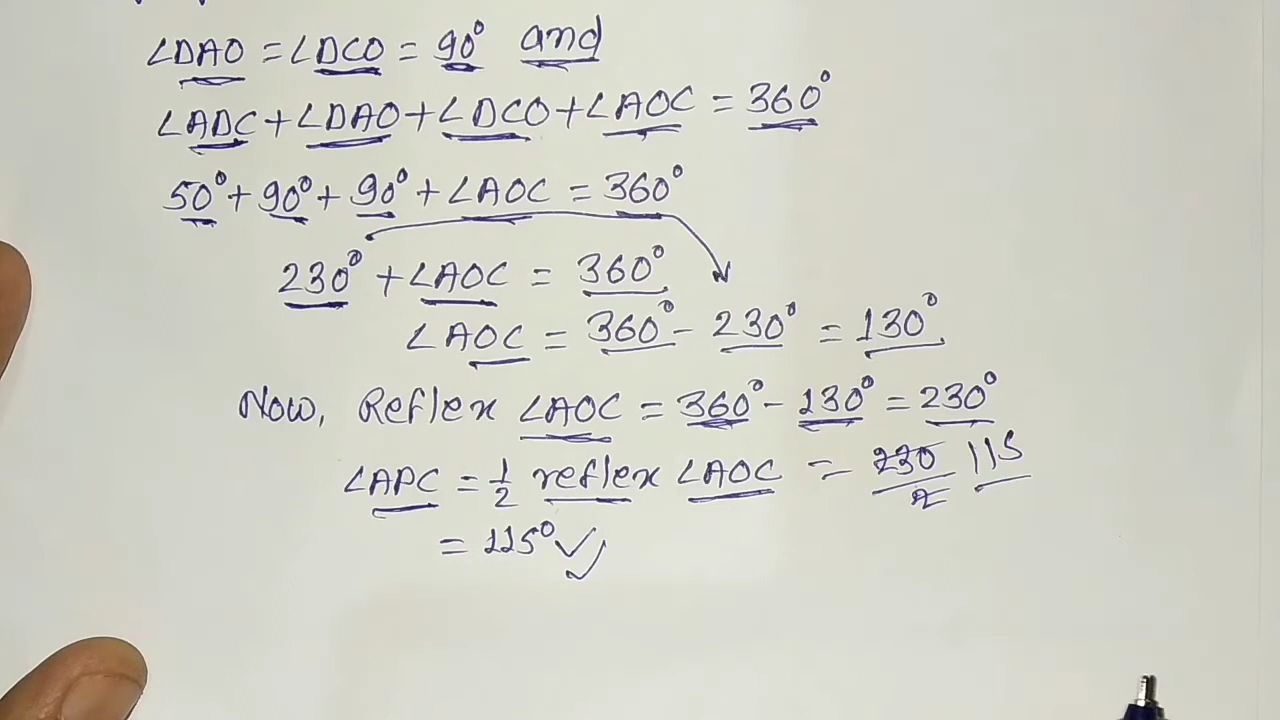 ∠DAO = ∠DCO = 90° and
∠ADC + ∠DAO + ∠DCO + ∠AOC = 360°
50° + 90° + 90° + ∠AOC = 360°
230° + ∠AOC = 360°
∠AOC = 360° - 230° = 130°
Now, Reflex ∠AOC = 360° - 130° = 230°
∠APC = 1/2 reflex ∠AOC = 230/2 115
= 115°